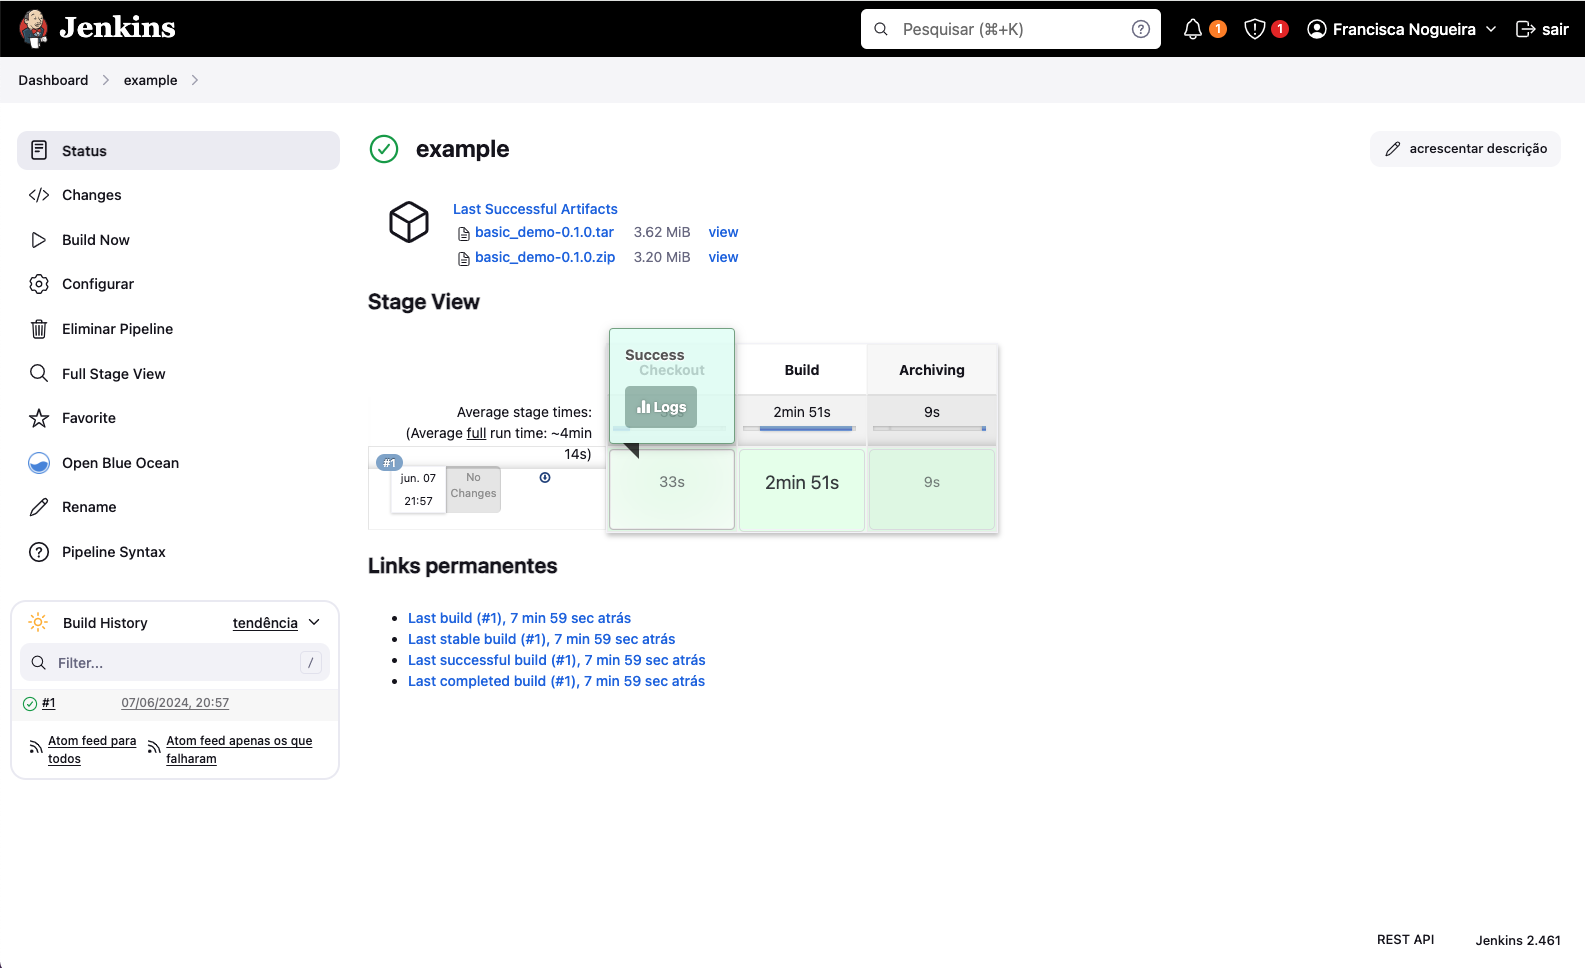 Jenkins
Pesquisar (⌘+K)
1
1
Francisca Nogueira
sair
Dashboard
example
Status
Changes
Build Now
Configurar
Eliminar Pipeline
Full Stage View
Favorite
Open Blue Ocean
Rename
Pipeline Syntax
Build History
tendência
Filter...
/
#1
07/06/2024, 20:57
Atom feed para todos
Atom feed apenas os que falharam
example
acrescentar descrição
Last Successful Artifacts
basic_demo-0.1.0.tar 3.62 MiB view
basic_demo-0.1.0.zip 3.20 MiB view
Stage View
Success
Checkout
Logs
Build
Archiving
Average stage times:
(Average full run time: ~4min
14s)
2min 51s
9s
#1
jun. 07
21:57
No
Changes
33s
2min 51s
9s
Links permanentes
Last build (#1), 7 min 59 sec atrás
Last stable build (#1), 7 min 59 sec atrás
Last successful build (#1), 7 min 59 sec atrás
Last completed build (#1), 7 min 59 sec atrás
REST API
Jenkins 2.461